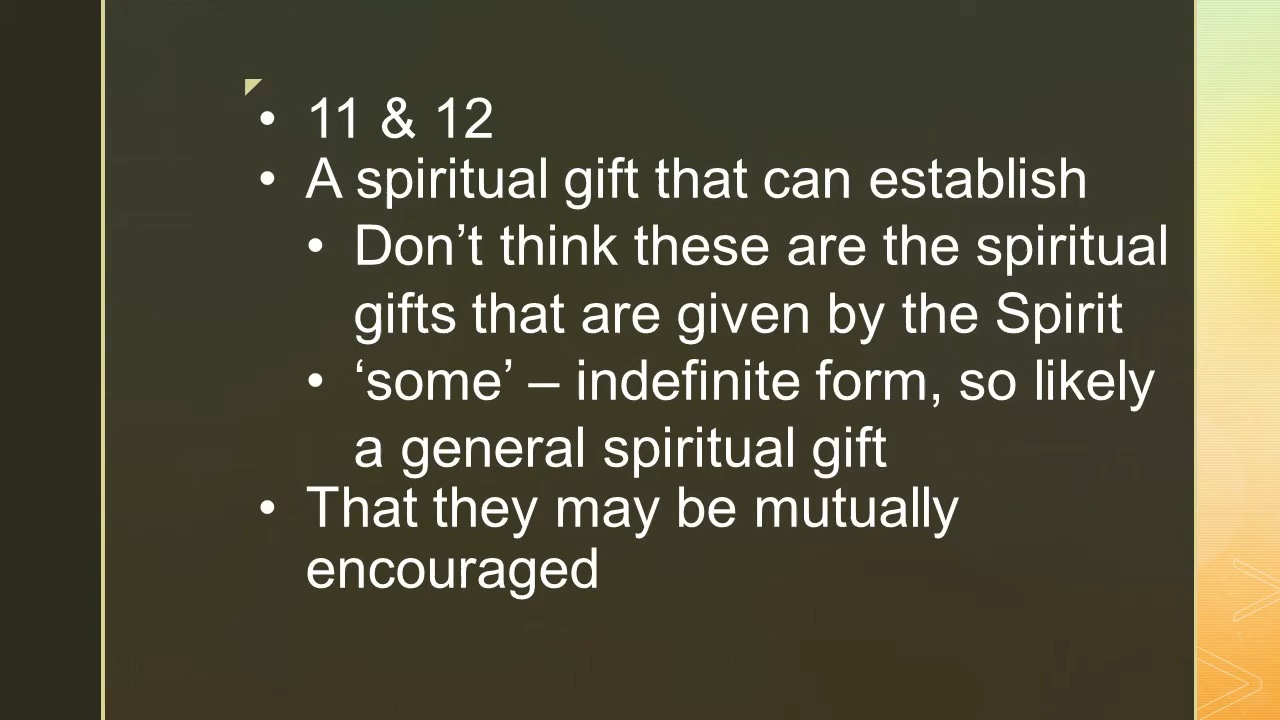 • 11 & 12
• A spiritual gift that can establish
• Don’t think these are the spiritual
gifts that are given by the Spirit
• ‘some’ – indefinite form, so likely
a general spiritual gift
• That they may be mutually
encouraged